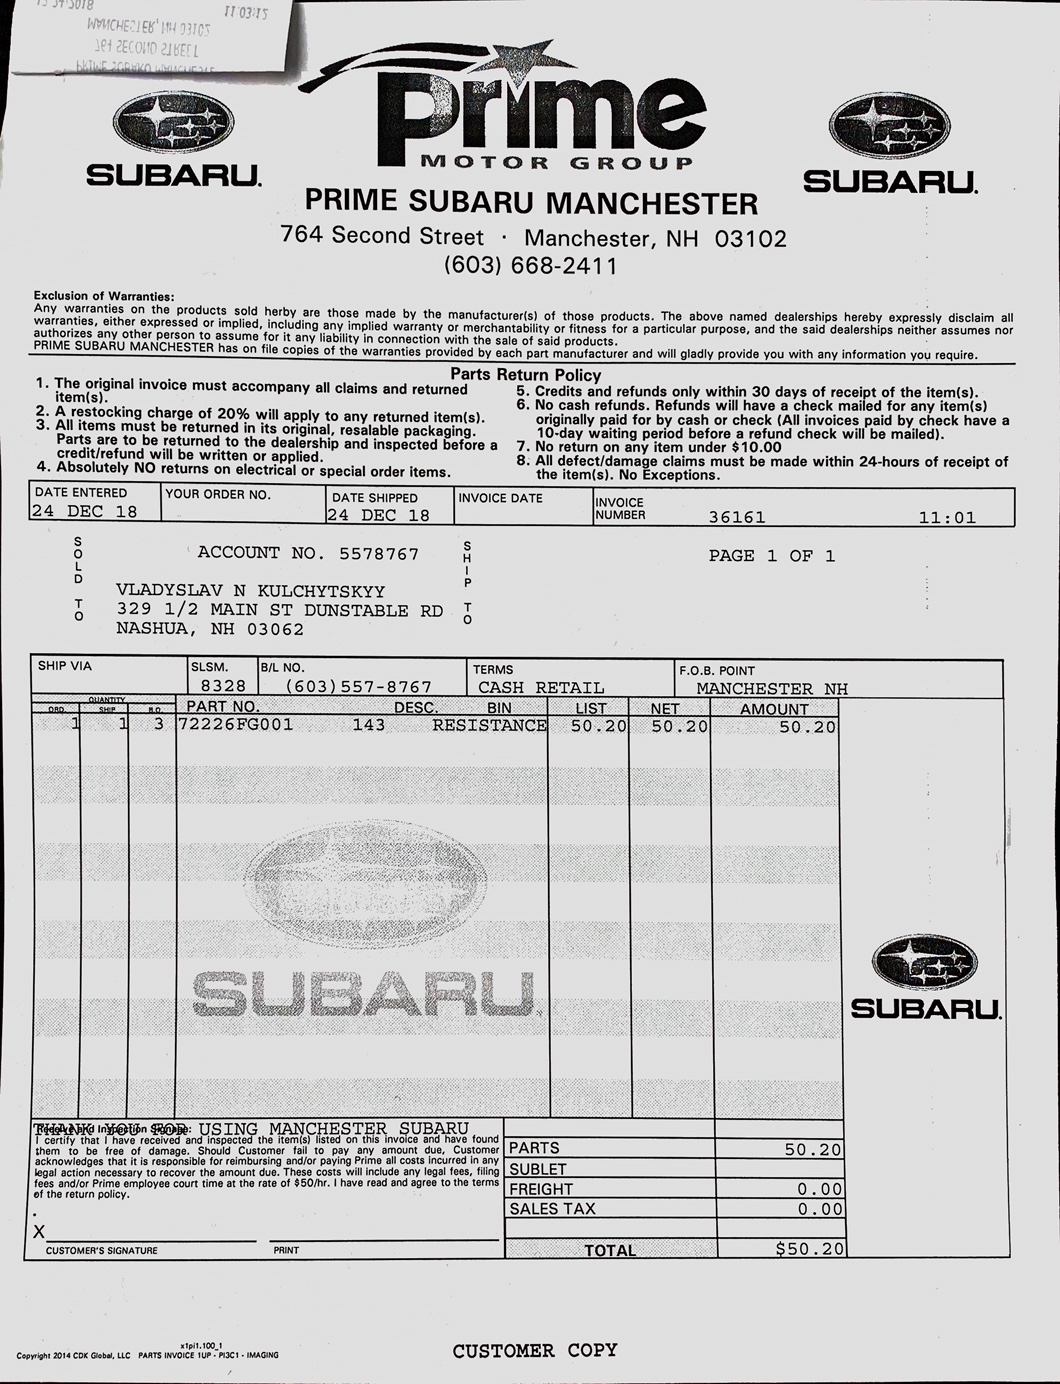 11:03:15
MANCHESTER, NH 03102
764 SECOND STREET
PRIME SUBARU MANCHESTER
Prime
MOTOR GROUP
SUBARU.
SUBARU.
PRIME SUBARU MANCHESTER
764 Second Street · Manchester, NH 03102
(603) 668-2411
Exclusion of Warranties:
Any warranties on the products sold herby are those made by the manufacturer(s) of those products. The above named dealerships hereby expressly disclaim all
warranties, either expressed or implied, including any implied warranty or merchantability or fitness for a particular purpose, and the said dealerships neither assumes nor
authorizes any other person to assume for it any liability in connection with the sale of said products.
PRIME SUBARU MANCHESTER has on file copies of the warranties provided by each part manufacturer and will gladly provide you with any information you require.
Parts Return Policy
1. The original invoice must accompany all claims and returned
item(s).
2. A restocking charge of 20% will apply to any returned item(s).
3. All items must be returned in its original, resalable packaging.
Parts are to be returned to the dealership and inspected before a
credit/refund will be written or applied.
4. Absolutely NO returns on electrical or special order items.
5. Credits and refunds only within 30 days of receipt of the item(s).
6. No cash refunds. Refunds will have a check mailed for any item(s)
originally paid for by cash or check (All invoices paid by check have a
10-day waiting period before a refund check will be mailed).
7. No return on any item under $10.00
8. All defect/damage claims must be made within 24-hours of receipt of
the item(s). No Exceptions.
DATE ENTERED YOUR ORDER NO. DATE SHIPPED INVOICE DATE INVOICE NUMBER
24 DEC 18 24 DEC 18 36161 11:01
SOLD TO
ACCOUNT NO. 5578767
SHIP TO
PAGE 1 OF 1
VLADYSLAV N KULCHYTSKYY
329 1/2 MAIN ST DUNSTABLE RD
NASHUA, NH 03062
SHIP VIA SLSM. B/L NO. TERMS F.O.B. POINT
8328 (603)557-8767 CASH RETAIL MANCHESTER NH
QUANTITY
ORD. SHIP B.O. PART NO. DESC. BIN LIST NET AMOUNT
1 1 3 72226FG001 143 RESISTANCE 50.20 50.20 50.20
SUBARU
SUBARU.
Receive and Inspection Signage:
USING MANCHESTER SUBARU
I certify that I have received and inspected the item(s) listed on this invoice and have found
them to be free of damage. Should Customer fail to pay any amount due, Customer
acknowledges that it is responsible for reimbursing and/or paying Prime all costs incurred in any
legal action necessary to recover the amount due. These costs will include any legal fees, filing
fees and/or Prime employee court time at the rate of $50/hr. I have read and agree to the terms
of the return policy.
X
CUSTOMER'S SIGNATURE PRINT
PARTS 50.20
SUBLET
FREIGHT 0.00
SALES TAX 0.00
TOTAL $50.20
x1pi1.100_1
Copyright 2014 CDK Global, LLC PARTS INVOICE 1UP - PI3C1 - IMAGING
CUSTOMER COPY